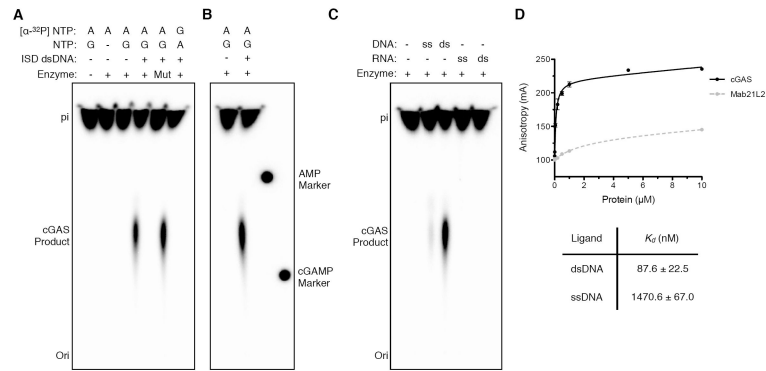 A
[α-³²P] NTP: A A A A A G
NTP: G - G G G A
ISD dsDNA: - - - + + +
Enzyme: - + + + Mut +
pi
cGAS
Product
Ori
B
A A
G G
- +
+ +
AMP
Marker
cGAMP
Marker
C
DNA: - ss ds - -
RNA: - - - ss ds
Enzyme: + + + + +
pi
cGAS
Product
Ori
D
Anisotropy (mA)
250
200
150
100
0 2 4 6 8 10
Protein (µM)
cGAS
Mab21L2
Ligand Kd (nM)
dsDNA 87.6 ± 22.5
ssDNA 1470.6 ± 67.0